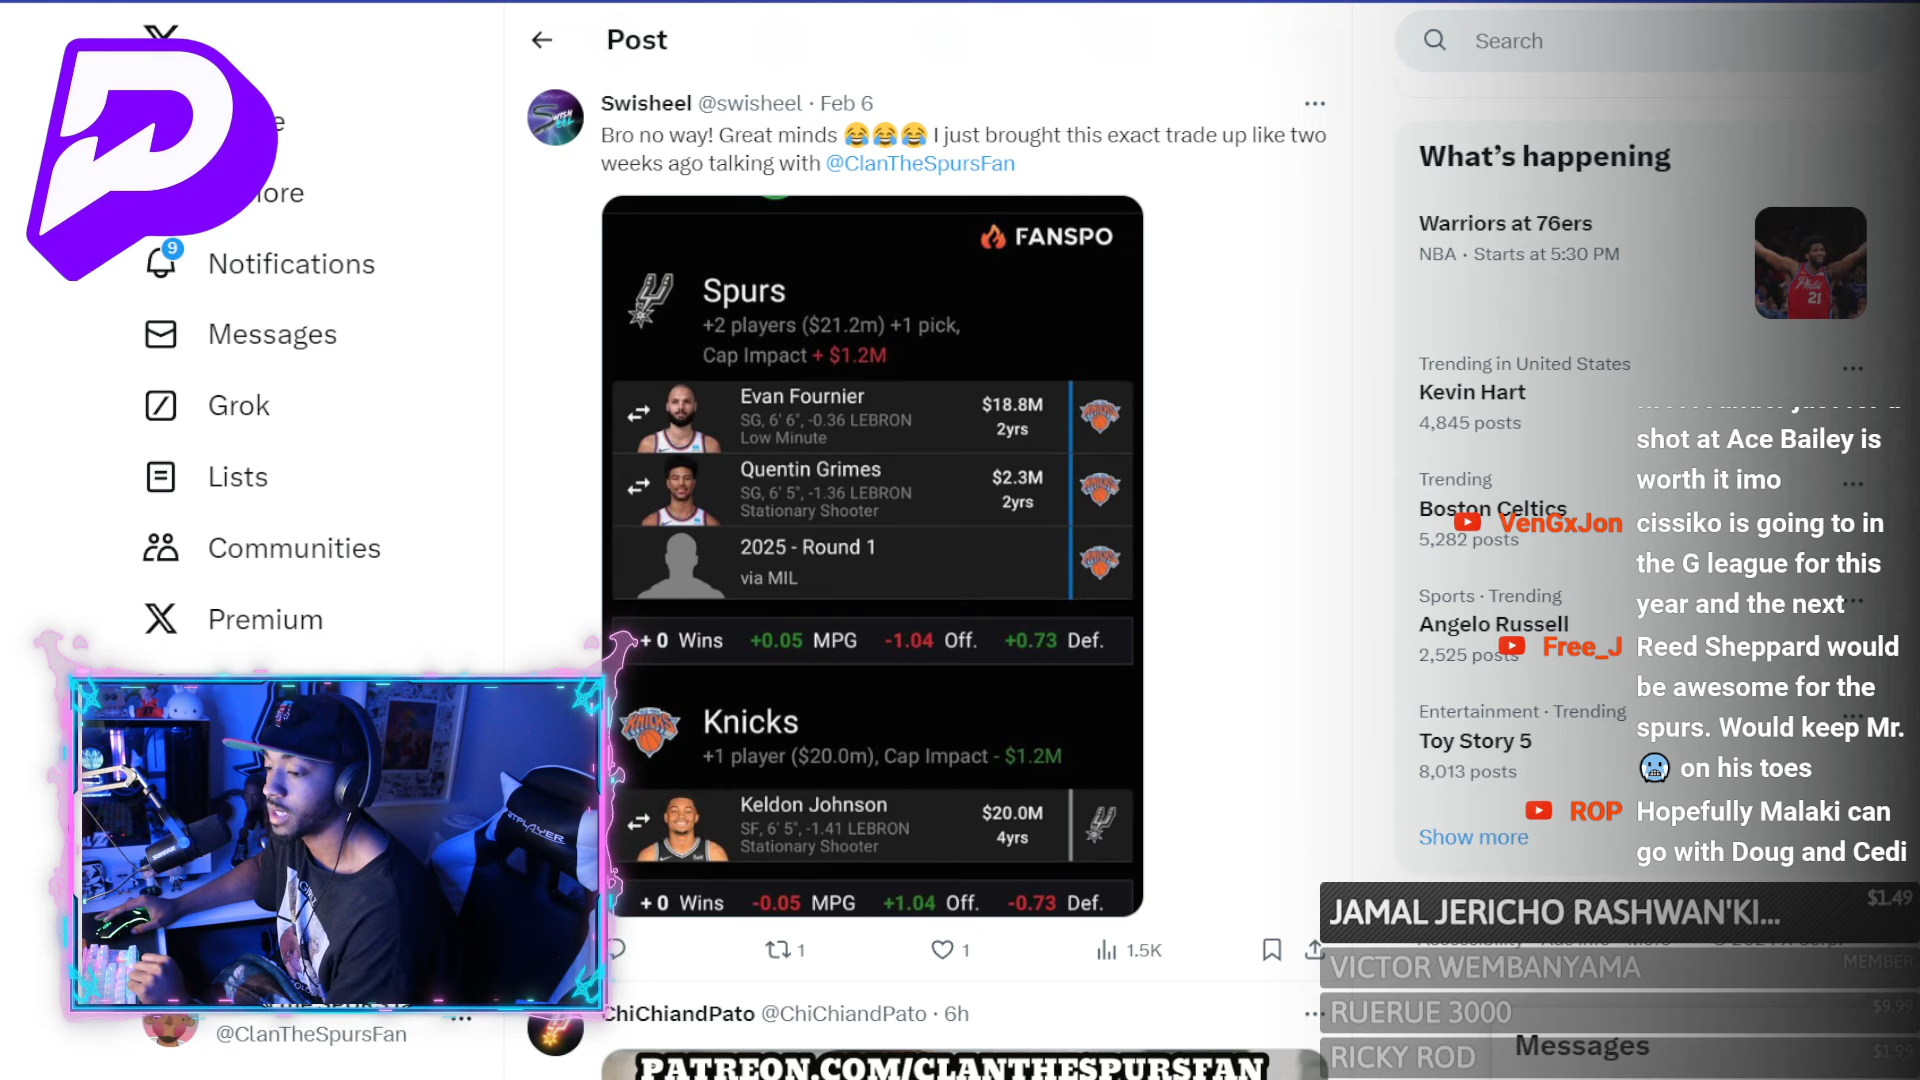 Post
Search
Swisheel @swisheel · Feb 6
Bro no way! Great minds 😂😂😂 I just brought this exact trade up like two
weeks ago talking with @ClanTheSpursFan
FANSPO
Spurs
+2 players ($21.2m) +1 pick,
Cap Impact + $1.2M
Evan Fournier
SG, 6' 6", -0.36 LEBRON
Low Minute
$18.8M
2yrs
Quentin Grimes
SG, 6' 5", -1.36 LEBRON
Stationary Shooter
$2.3M
2yrs
2025 - Round 1
via MIL
+ 0 Wins +0.05 MPG -1.04 Off. +0.73 Def.
Knicks
+1 player ($20.0m), Cap Impact - $1.2M
Keldon Johnson
SF, 6' 5", -1.41 LEBRON
Stationary Shooter
$20.0M
4yrs
+ 0 Wins -0.05 MPG +1.04 Off. -0.73 Def.
1
1
1.5K
ChiChiandPato @ChiChiandPato · 6h
PATREON.COM/CLANTHESPURSFAN
9
Notifications
Messages
Grok
Lists
Communities
Premium
@ClanTheSpursFan
What's happening
Warriors at 76ers
NBA · Starts at 5:30 PM
Trending in United States
Kevin Hart
4,845 posts
Trending
Boston Celtics
5,282 posts
Sports · Trending
Angelo Russell
2,525 posts
Entertainment · Trending
Toy Story 5
8,013 posts
Show more
shot at Ace Bailey is
worth it imo
VenGxJon cissiko is going to in
the G league for this
year and the next
Free_J Reed Sheppard would
be awesome for the
spurs. Would keep Mr.
🥶 on his toes
ROP Hopefully Malaki can
go with Doug and Cedi
JAMAL JERICHO RASHWAN'KI... $1.49
VICTOR WEMBANYAMA MEMBER
RUERUE 3000 $9.99
RICKY ROD $1.99
Messages